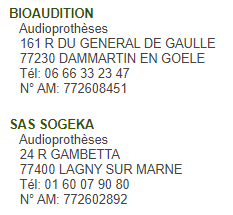 BIOAUDITION
Audioprothèses
161 R DU GENERAL DE GAULLE
77230 DAMMARTIN EN GOELE
Tél: 06 66 33 23 47
N° AM: 772608451
SAS SOGEKA
Audioprothèses
24 R GAMBETTA
77400 LAGNY SUR MARNE
Tél: 01 60 07 90 80
N° AM: 772602892